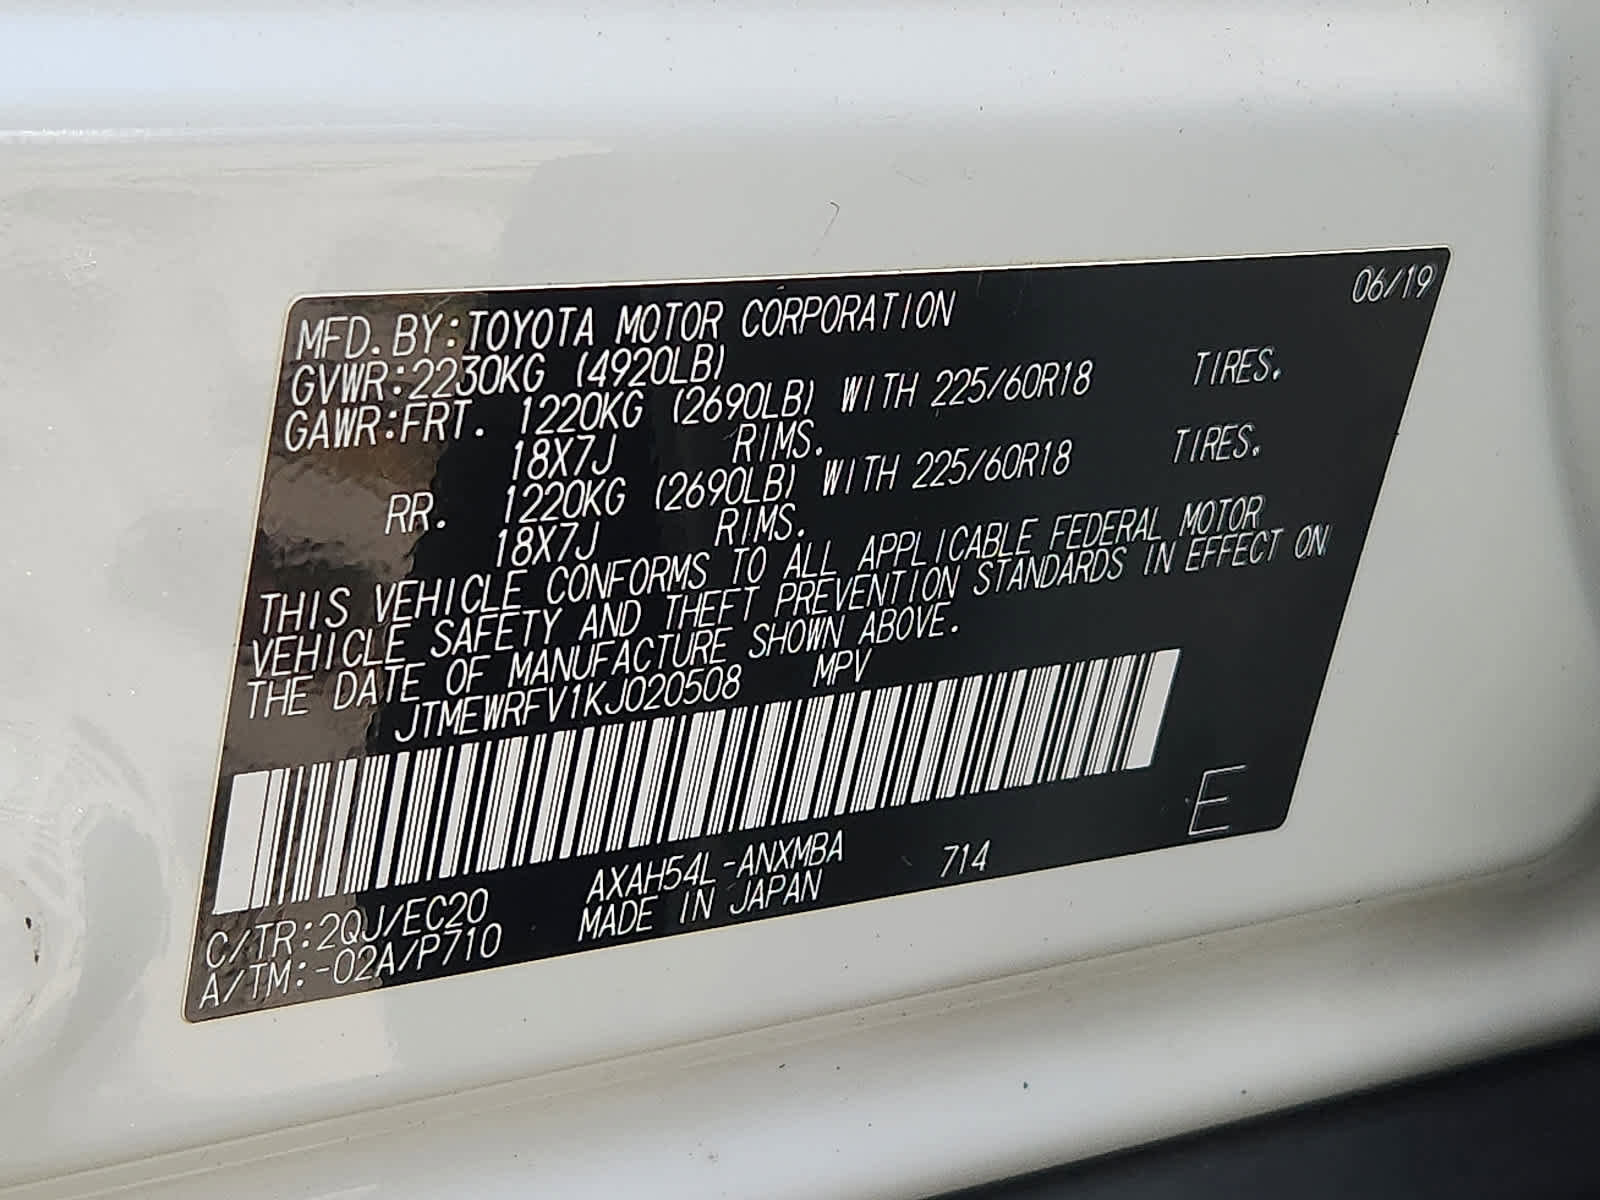 06/19
MFD. BY:TOYOTA MOTOR CORPORATION
GVWR:2230KG (4920LB)
GAWR:FRT. 1220KG (2690LB) WITH 225/60R18 TIRES.
18X7J RIMS.
RR. 1220KG (2690LB) WITH 225/60R18 TIRES.
18X7J RIMS.
THIS VEHICLE CONFORMS TO ALL APPLICABLE FEDERAL MOTOR
VEHICLE SAFETY AND THEFT PREVENTION STANDARDS IN EFFECT ON
THE DATE OF MANUFACTURE SHOWN ABOVE.
JTMEWRFV1KJ020508 MPV
E
C/TR:2QJ/EC20 AXAH54L-ANXMBA 714
A/TM:-02A/P710 MADE IN JAPAN